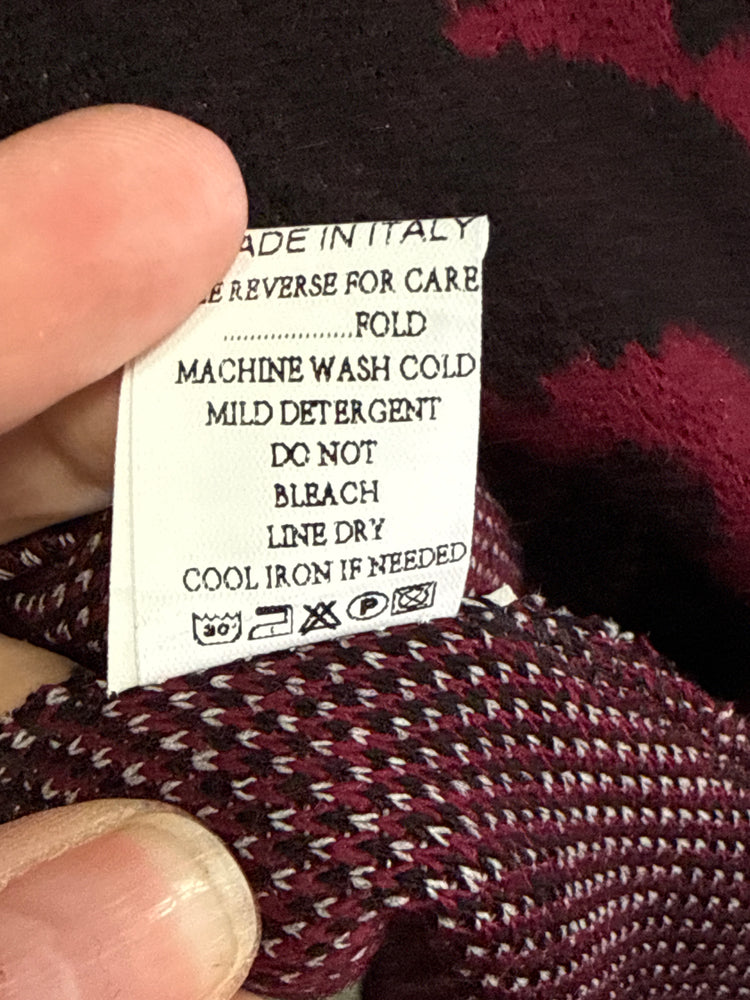 ADE IN ITALY
E REVERSE FOR CARE
...................FOLD
MACHINE WASH COLD
MILD DETERGENT
DO NOT
BLEACH
LINE DRY
COOL IRON IF NEEDED
30° P